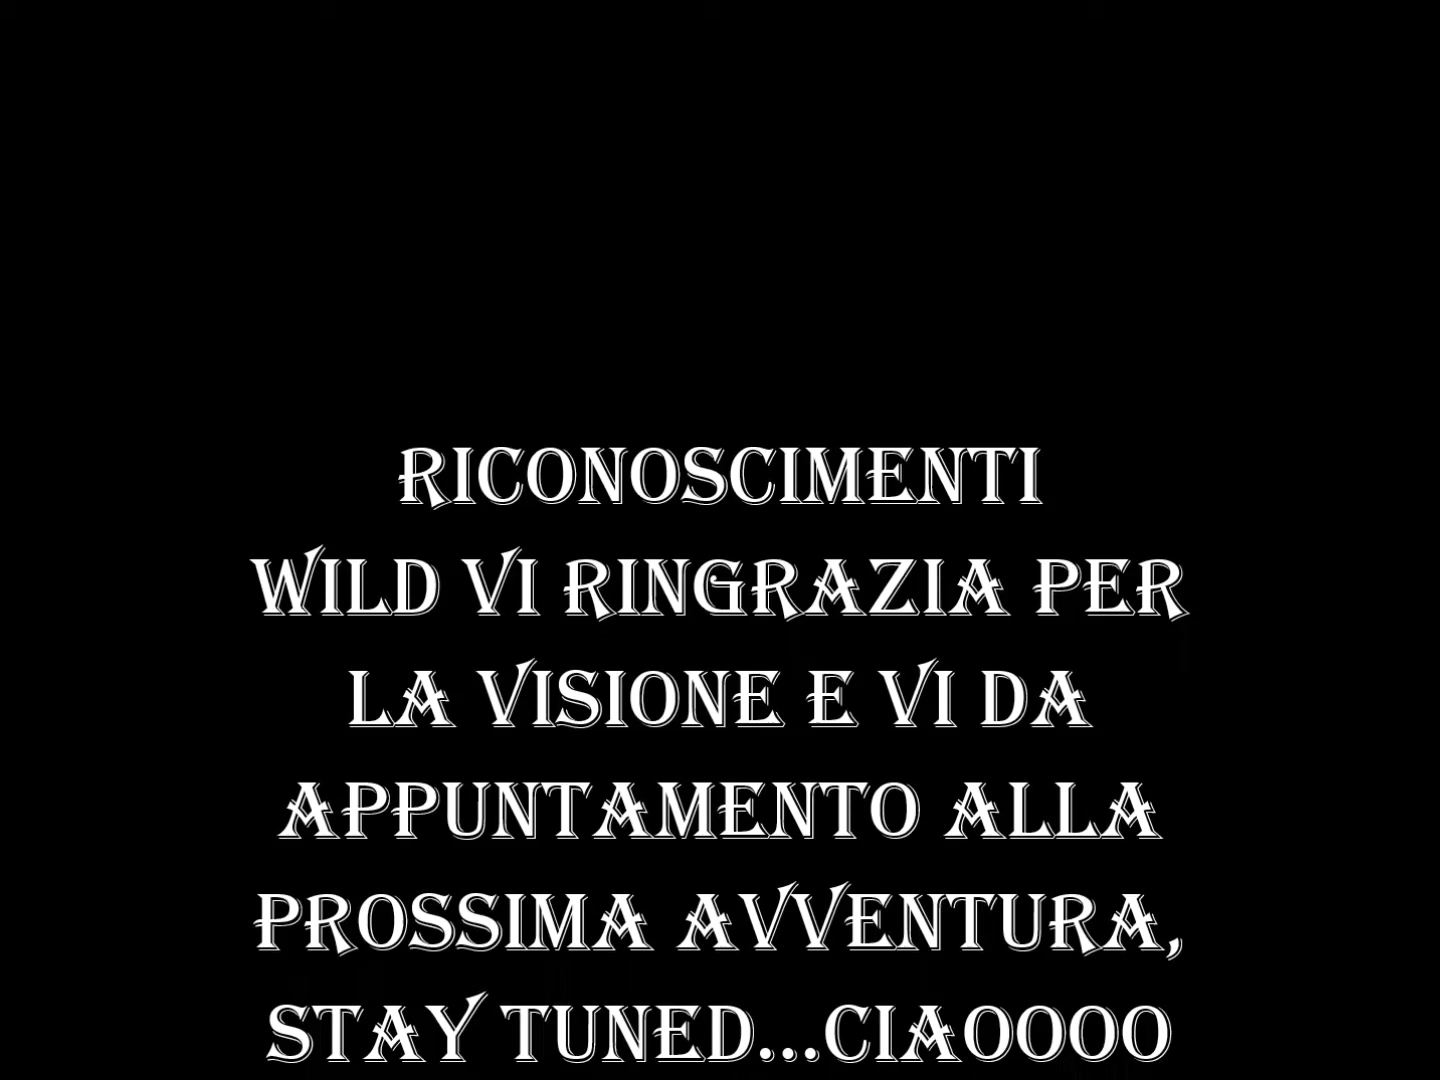 RICONOSCIMENTI
WILD VI RINGRAZIA PER
LA VISIONE E VI DA
APPUNTAMENTO ALLA
PROSSIMA AVVENTURA,
STAY TUNED...CIAOOOO